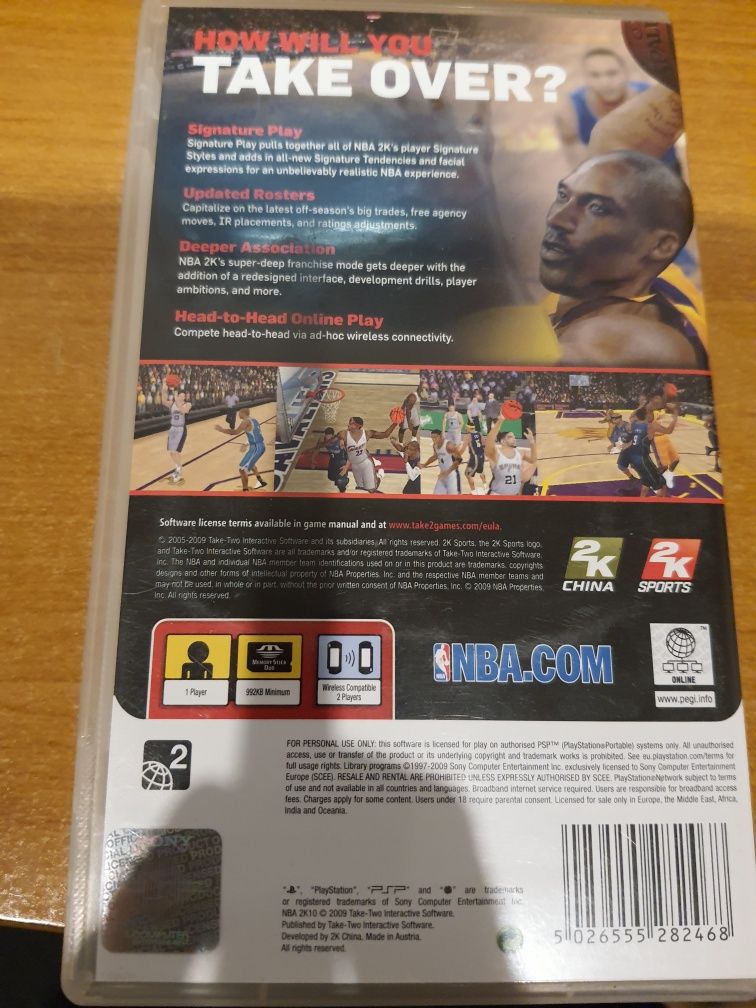 HOW WILL YOU
TAKE OVER?
Signature Play
Signature Play pulls together all of NBA 2K's player Signature
Styles and adds in all-new Signature Tendencies and facial
expressions for an unbelievably realistic NBA experience.
Updated Rosters
Capitalize on the latest off-season's big trades, free agency
moves, IR placements, and ratings adjustments.
Deeper Association
NBA 2K's super-deep franchise mode gets deeper with the
addition of a redesigned interface, development drills, player
ambitions, and more.
Head-to-Head Online Play
Compete head-to-head via ad-hoc wireless connectivity.
SPURS
21
Software license terms available in game manual and at www.take2games.com/eula.
© 2005-2009 Take-Two Interactive Software and its subsidiaries. All rights reserved. 2K Sports, the 2K Sports logo,
and Take-Two Interactive Software are all trademarks and/or registered trademarks of Take-Two Interactive Software,
Inc. The NBA and individual NBA member team identifications used on or in this product are trademarks, copyrights
designs and other forms of intellectual property of NBA Properties, Inc. and the respective NBA member teams and
may not be used, in whole or in part, without the prior written consent of NBA Properties, Inc. © 2009 NBA Properties,
Inc. All rights reserved.
2K
CHINA
2K
SPORTS
1 Player
MEMORY STICK
DUO
992KB Minimum
Wireless Compatible
2 Players
NBA.COM
TM
ONLINE
www.pegi.info
2
FOR PERSONAL USE ONLY: this software is licensed for play on authorised PSP™ (PlayStation®Portable) systems only. All unauthorised
access, use or transfer of the product or its underlying copyright and trademark works is prohibited. See eu.playstation.com/terms for
full usage rights. Library programs ©1997-2009 Sony Computer Entertainment Inc. exclusively licensed to Sony Computer Entertainment
Europe (SCEE). RESALE AND RENTAL ARE PROHIBITED UNLESS EXPRESSLY AUTHORISED BY SCEE. PlayStation®Network subject to terms
of use and not available in all countries and languages. Broadband internet service required. Users are responsible for broadband access
fees. Charges apply for some content. Users under 18 require parental consent. Licensed for sale only in Europe, the Middle East, Africa,
India and Oceania.
SONY
COMPUTER
" ", "PlayStation", "PSP" and " " are trademarks
or registered trademarks of Sony Computer Entertainment Inc.
NBA 2K10 © 2009 Take-Two Interactive Software.
Published by Take-Two Interactive Software.
Developed by 2K China. Made in Austria.
All rights reserved.
5 026555 282468